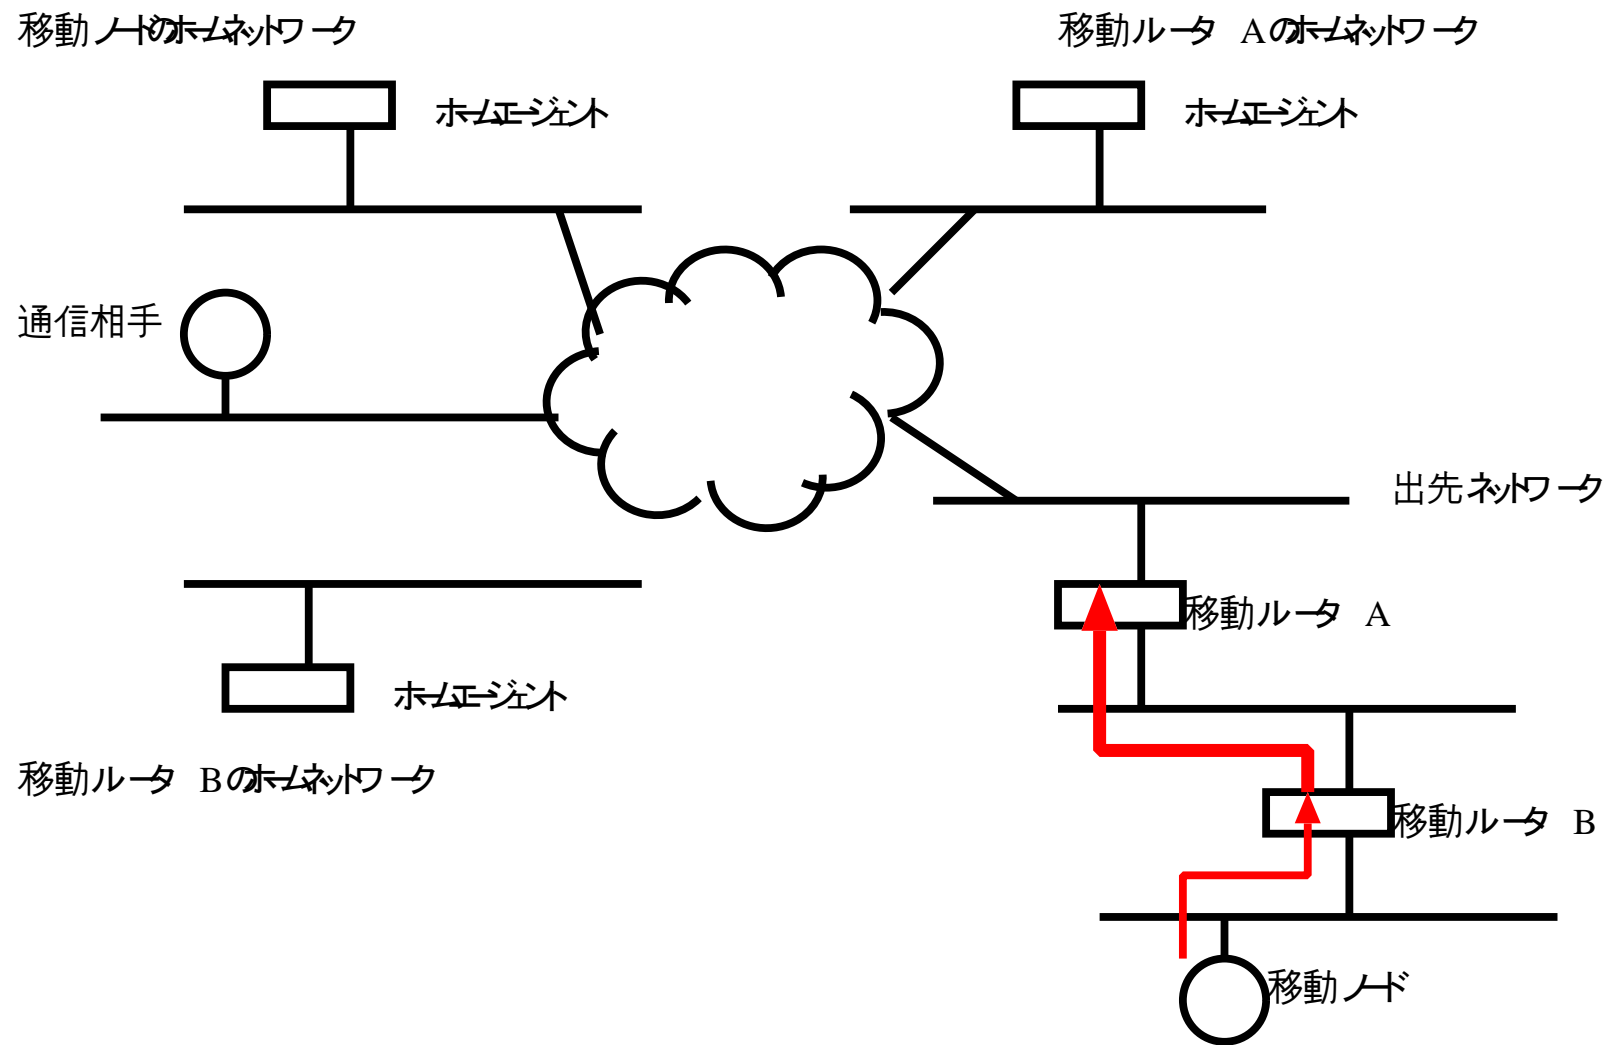 移動ノードのホームネットワーク
移動ルータ Aのホームネットワーク
ホームエージェント
ホームエージェント
通信相手
出先ネットワーク
移動ルータ A
ホームエージェント
移動ルータ Bのホームネットワーク
移動ルータ B
移動ノード